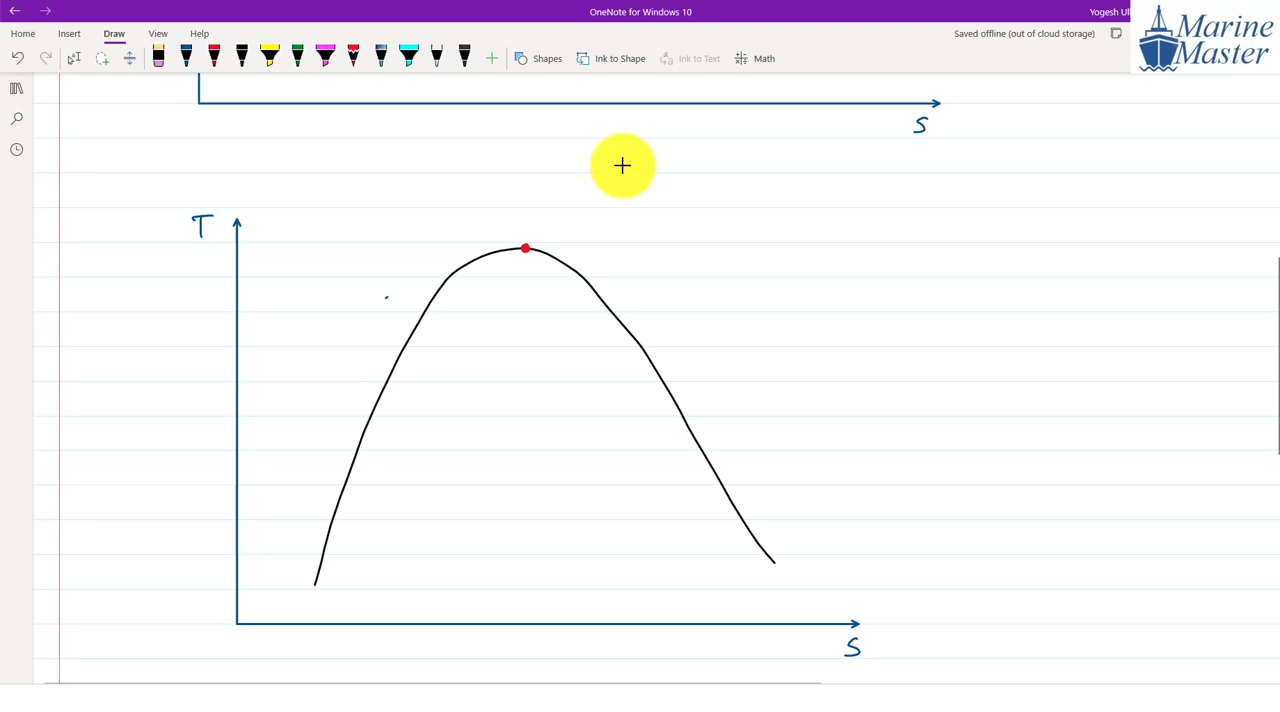 OneNote for Windows 10
Yogesh Ull
Marine
Master
Home
Insert
Draw
View
Help
Saved offline (out of cloud storage)
Shapes
Ink to Shape
Ink to Text
Math
S
T
S